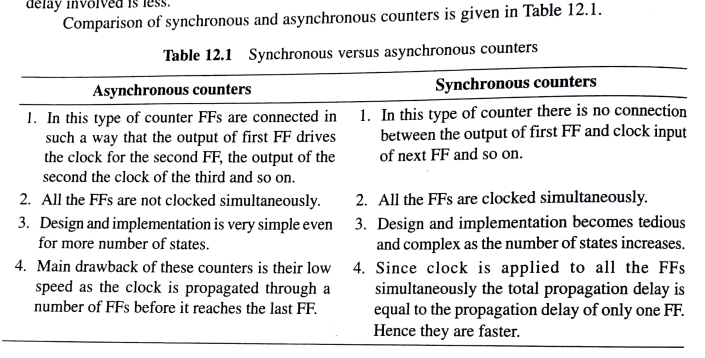 delay involved is less.
Comparison of synchronous and asynchronous counters is given in Table 12.1.
Table 12.1 Synchronous versus asynchronous counters
Asynchronous counters
1. In this type of counter FFs are connected in
such a way that the output of first FF drives
the clock for the second FF, the output of the
second the clock of the third and so on.
2. All the FFs are not clocked simultaneously.
3. Design and implementation is very simple even
for more number of states.
4. Main drawback of these counters is their low
speed as the clock is propagated through a
number of FFs before it reaches the last FF.
Synchronous counters
1. In this type of counter there is no connection
between the output of first FF and clock input
of next FF and so on.
2. All the FFs are clocked simultaneously.
3. Design and implementation becomes tedious
and complex as the number of states increases.
4. Since clock is applied to all the FFs
simultaneously the total propagation delay is
equal to the propagation delay of only one FF.
Hence they are faster.